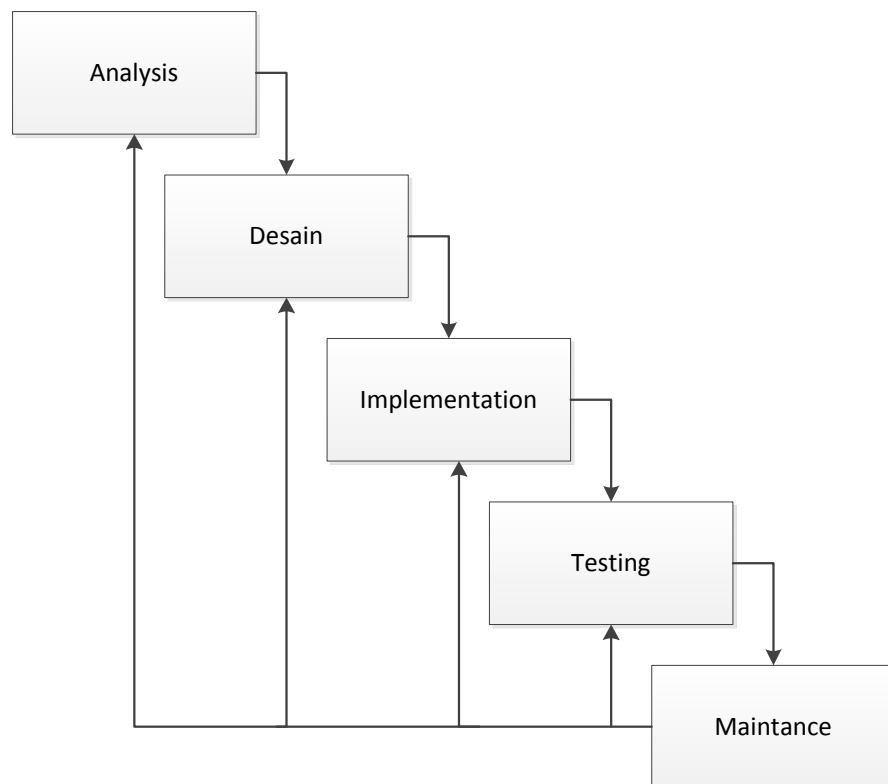 Analysis
Desain
Implementation
Testing
Maintance